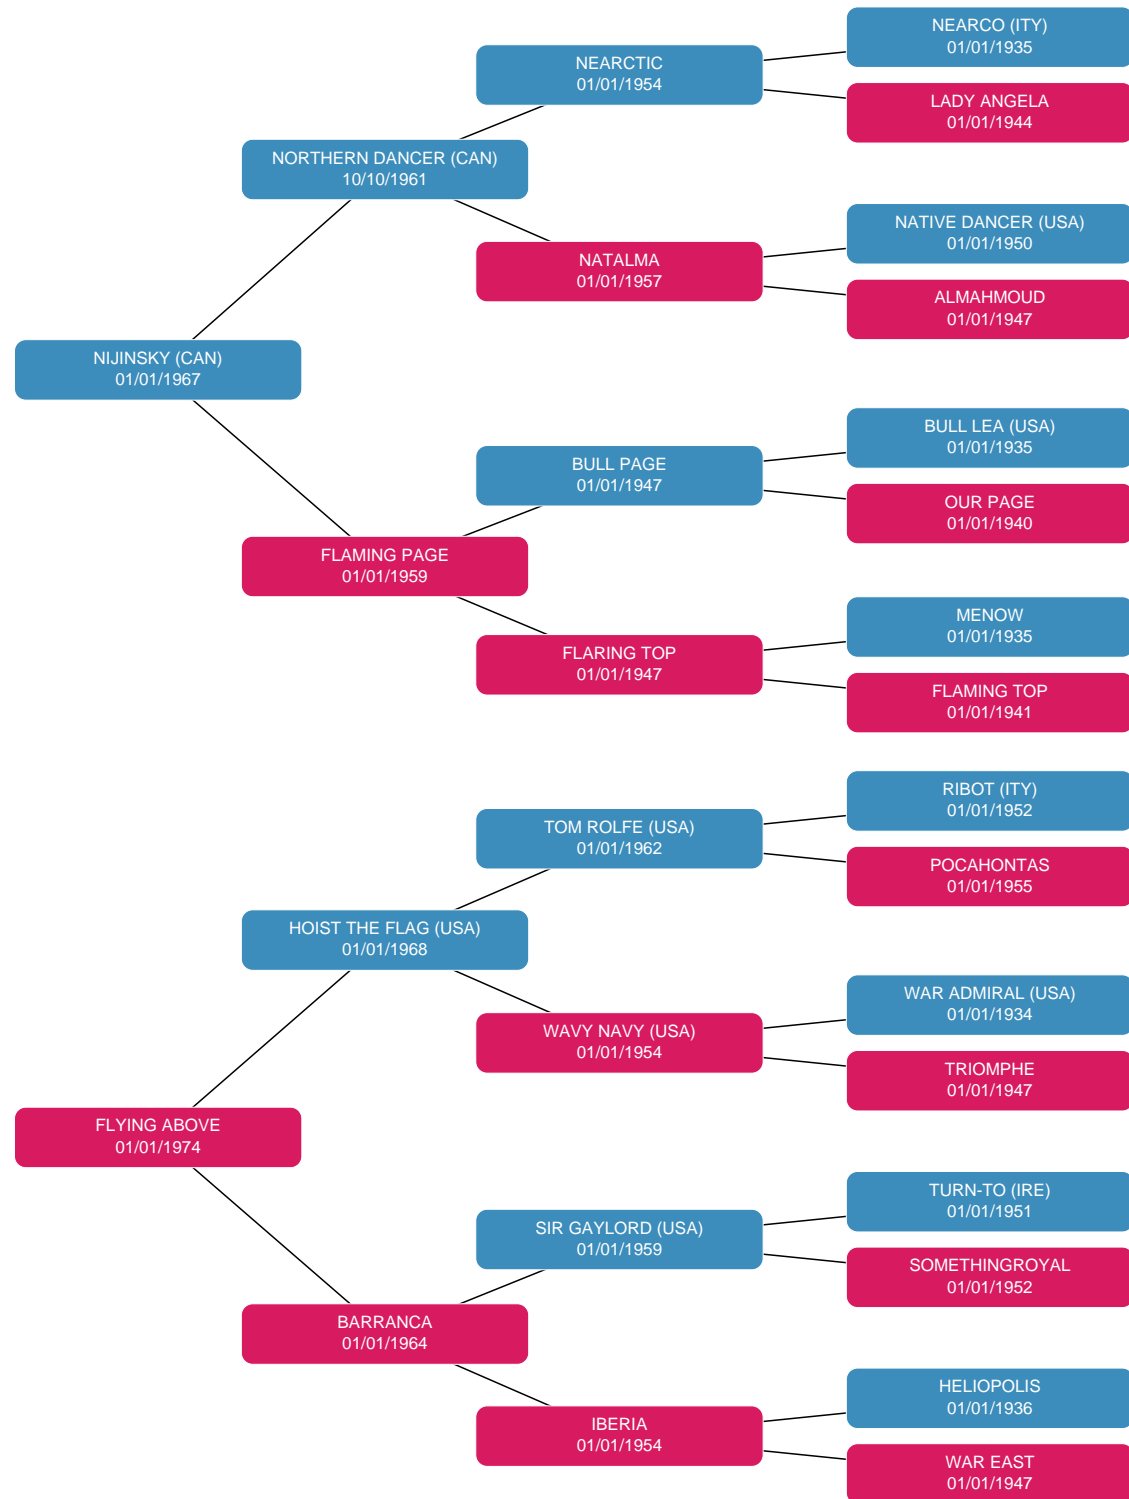 NEARCO (ITY)
01/01/1935
NEARCTIC
01/01/1954
LADY ANGELA
01/01/1944
NORTHERN DANCER (CAN)
10/10/1961
NATIVE DANCER (USA)
01/01/1950
NATALMA
01/01/1957
ALMAHMOUD
01/01/1947
NIJINSKY (CAN)
01/01/1967
BULL LEA (USA)
01/01/1935
BULL PAGE
01/01/1947
OUR PAGE
01/01/1940
FLAMING PAGE
01/01/1959
MENOW
01/01/1935
FLARING TOP
01/01/1947
FLAMING TOP
01/01/1941
RIBOT (ITY)
01/01/1952
TOM ROLFE (USA)
01/01/1962
POCAHONTAS
01/01/1955
HOIST THE FLAG (USA)
01/01/1968
WAR ADMIRAL (USA)
01/01/1934
WAVY NAVY (USA)
01/01/1954
TRIOMPHE
01/01/1947
FLYING ABOVE
01/01/1974
TURN-TO (IRE)
01/01/1951
SIR GAYLORD (USA)
01/01/1959
SOMETHINGROYAL
01/01/1952
BARRANCA
01/01/1964
HELIOPOLIS
01/01/1936
IBERIA
01/01/1954
WAR EAST
01/01/1947